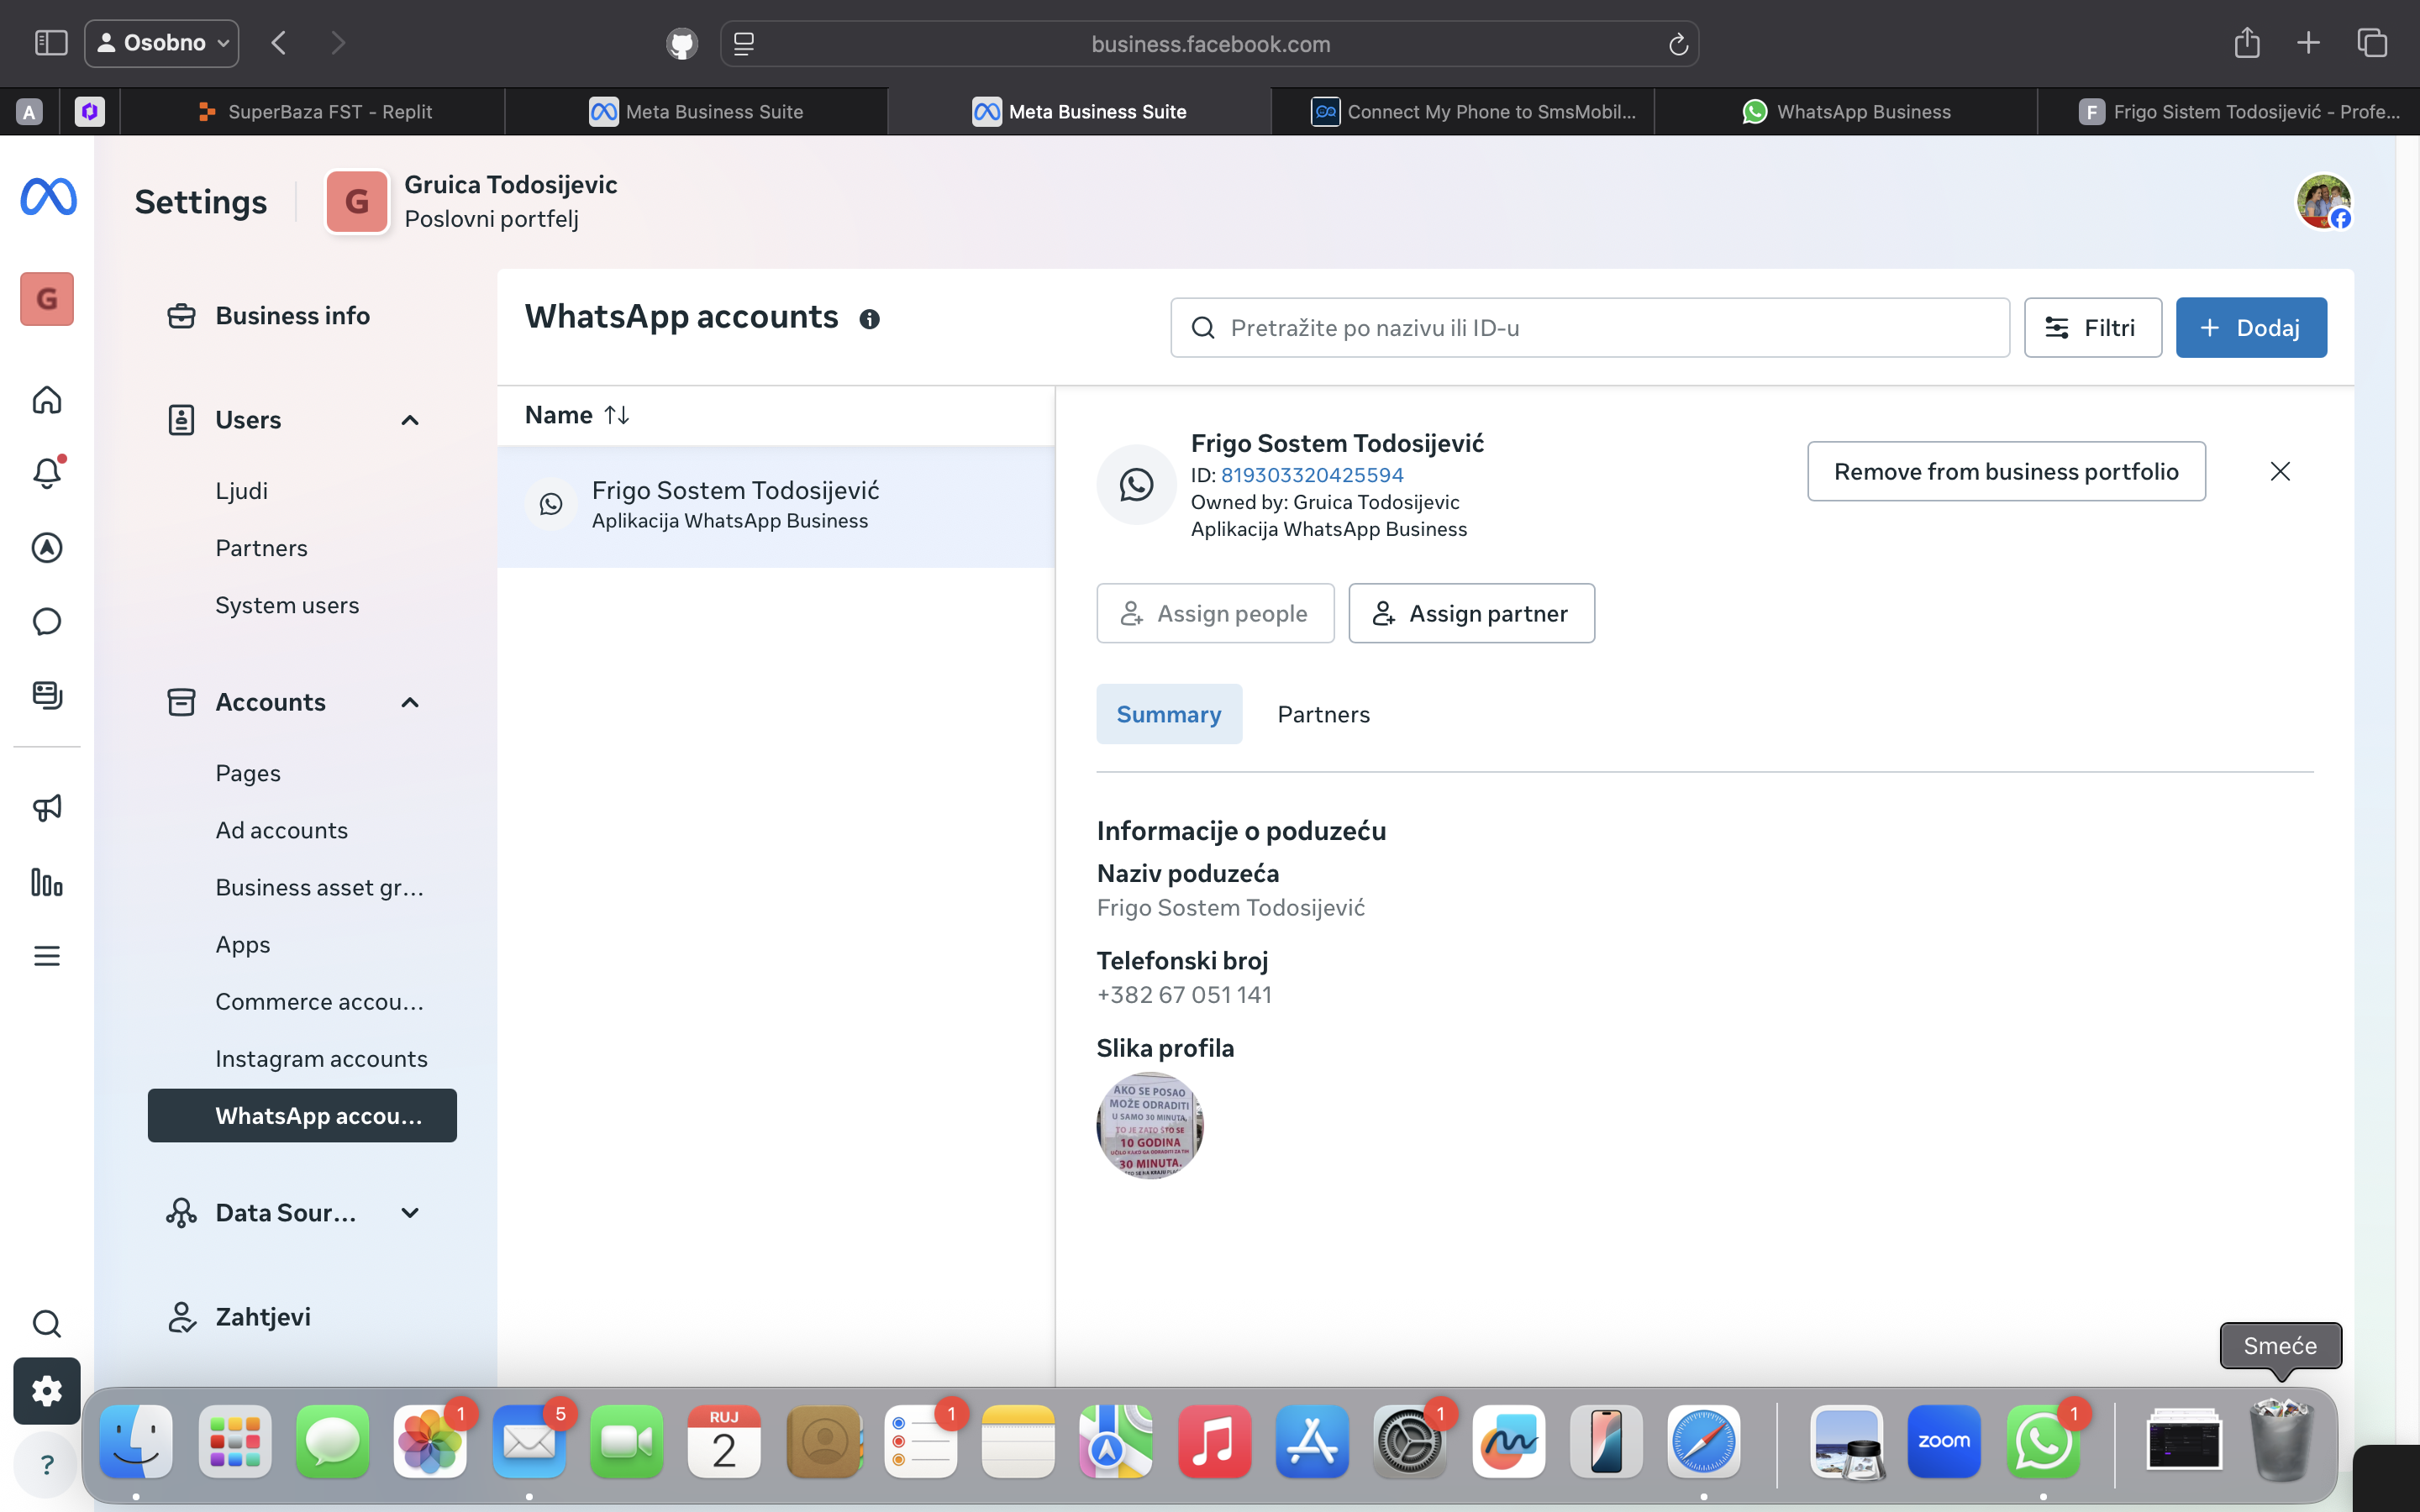 Osobno
business.facebook.com
A
SuperBaza FST - Replit
Meta Business Suite
Meta Business Suite
Connect My Phone to SmsMobil...
WhatsApp Business
F
Frigo Sistem Todosijević - Profe...
Settings
G
Gruica Todosijevic
Poslovni portfelj
G
Business info
Users
Ljudi
Partners
System users
Accounts
Pages
Ad accounts
Business asset gr...
Apps
Commerce accou...
Instagram accounts
WhatsApp accou...
Data Sour...
Zahtjevi
?
WhatsApp accounts
Pretražite po nazivu ili ID-u
Filtri
+ Dodaj
Name
Frigo Sostem Todosijević
Aplikacija WhatsApp Business
Frigo Sostem Todosijević
ID: 819303320425594
Owned by: Gruica Todosijevic
Aplikacija WhatsApp Business
Remove from business portfolio
Assign people
Assign partner
Summary
Partners
Informacije o poduzeću
Naziv poduzeća
Frigo Sostem Todosijević
Telefonski broj
+382 67 051 141
Slika profila
AKO SE POSAO
MOŽE ODRADITI
U SAMO 30 MINUTA,
TO JE ZATO ŠTO SE
10 GODINA
UČILO KAKO GA ODRADITI ZA TIH
30 MINUTA.
Smeće
1
5
RUJ
2
1
1
zoom
1